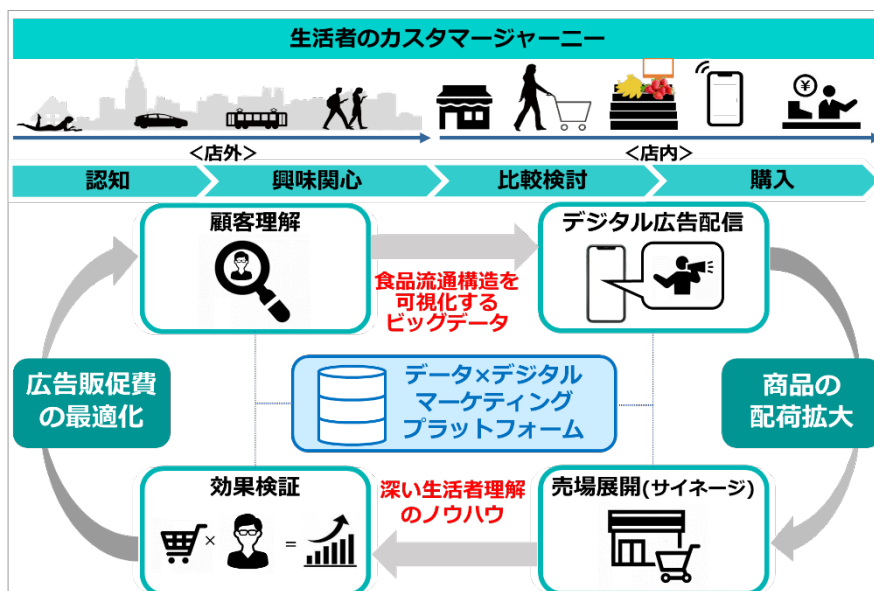 生活者のカスタマージャーニー
¥
<店外>
<店内>
認知
興味関心
比較検討
購入
顧客理解
デジタル広告配信
食品流通構造を
可視化する
ビッグデータ
広告販促費
の最適化
データ×デジタル
マーケティング
プラットフォーム
商品の
配荷拡大
効果検証
× =
深い生活者理解
のノウハウ
売場展開(サイネージ)